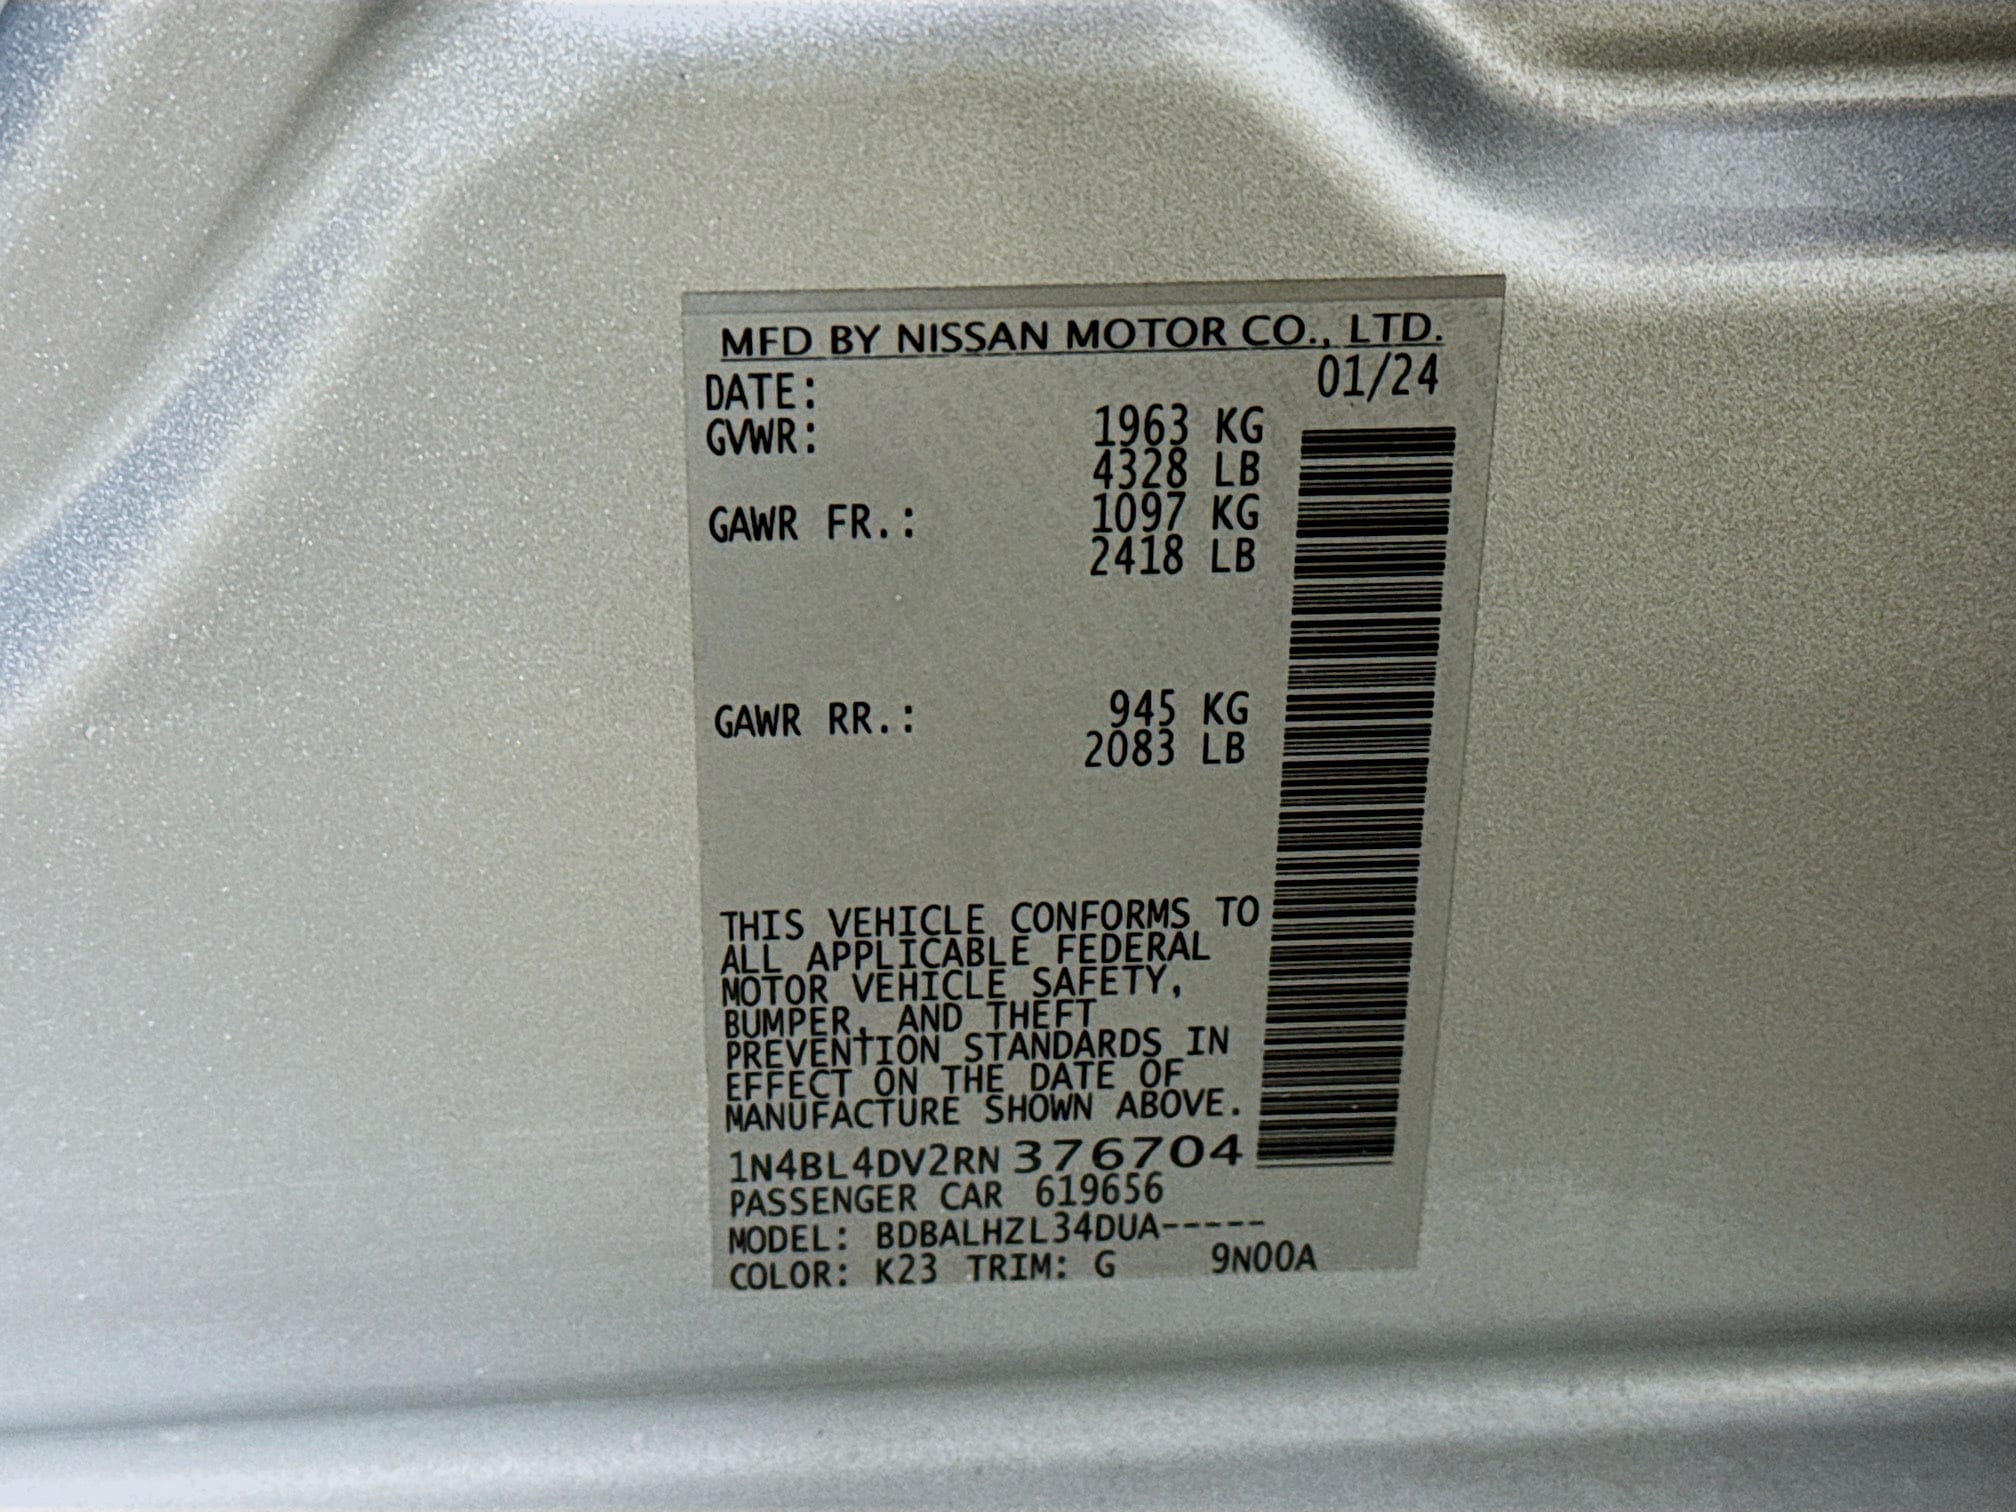 MFD BY NISSAN MOTOR CO., LTD.
DATE: 01/24
GVWR: 1963 KG
4328 LB
GAWR FR.: 1097 KG
2418 LB
GAWR RR.: 945 KG
2083 LB
THIS VEHICLE CONFORMS TO
ALL APPLICABLE FEDERAL
MOTOR VEHICLE SAFETY,
BUMPER, AND THEFT
PREVENTION STANDARDS IN
EFFECT ON THE DATE OF
MANUFACTURE SHOWN ABOVE.
1N4BL4DV2RN 376704
PASSENGER CAR 619656
MODEL: BDBALHZL34DUA-----
COLOR: K23 TRIM: G 9N00A